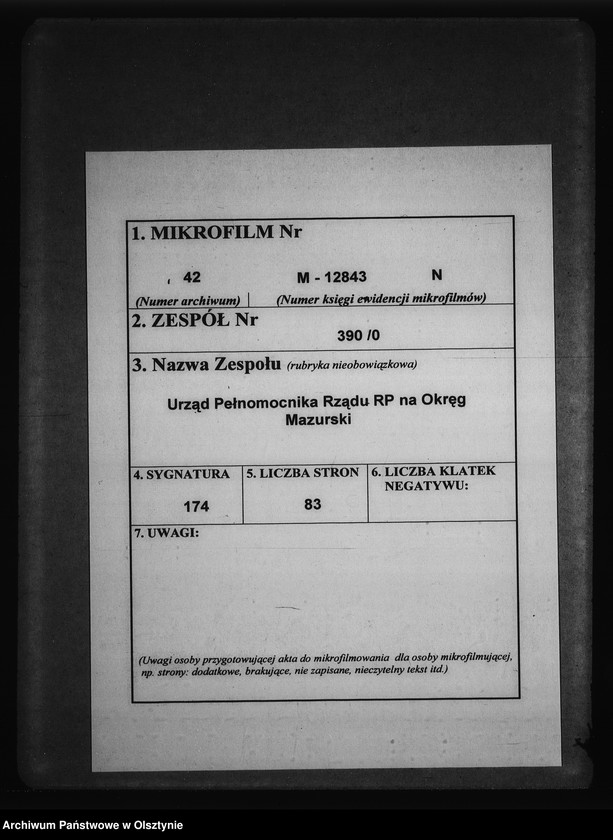 1. MIKROFILM Nr
42 M - 12843 N
(Numer archiwum) (Numer księgi ewidencji mikrofilmów)
2. ZESPÓŁ Nr
390 /0
3. Nazwa Zespołu (rubryka nieobowiązkowa)
Urząd Pełnomocnika Rządu RP na Okręg
Mazurski
4. SYGNATURA 5. LICZBA STRON 6. LICZBA KLATEK
NEGATYWU:
174 83
7. UWAGI:
(Uwagi osoby przygotowującej akta do mikrofilmowania dla osoby mikrofilmującej,
np. strony: dodatkowe, brakujące, nie zapisane, nieczytelny tekst itd.)
Archiwum Państwowe w Olsztynie